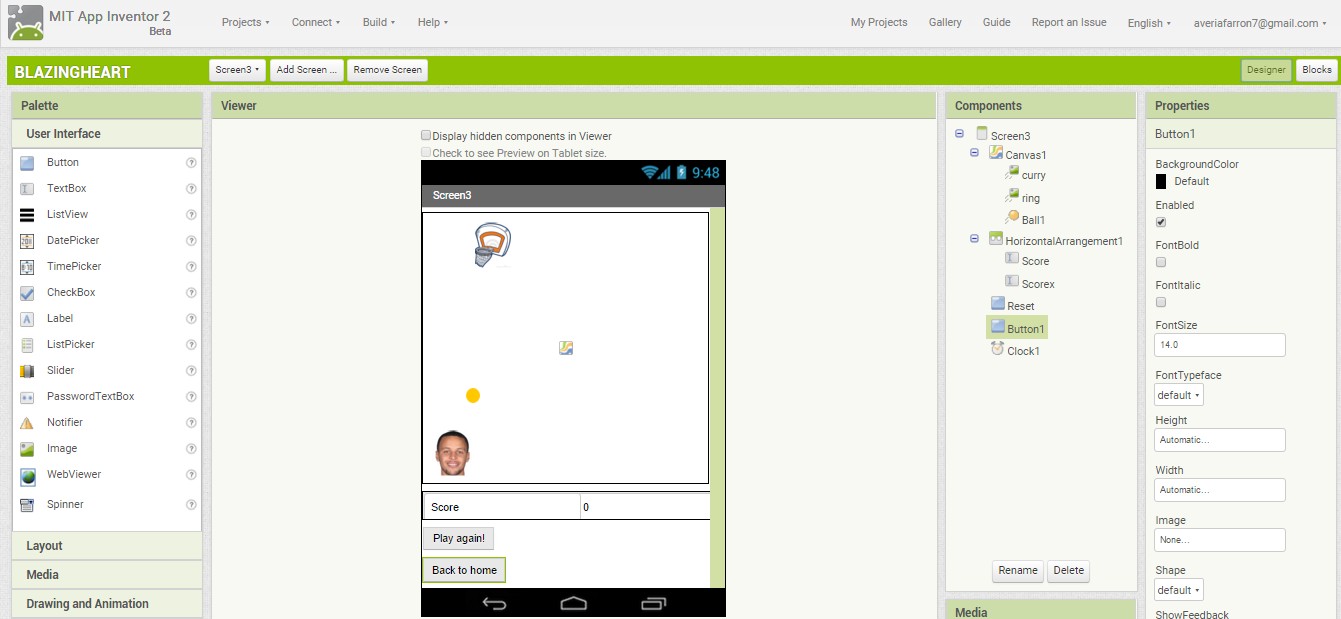 MIT App Inventor 2
Beta
Projects Connect Build Help
My Projects Gallery Guide Report an Issue English averiafarron7@gmail.com
BLAZINGHEART
Screen3 Add Screen ... Remove Screen
Designer Blocks
Palette
User Interface
Button
TextBox
ListView
DatePicker
TimePicker
CheckBox
Label
ListPicker
Slider
PasswordTextBox
Notifier
Image
WebViewer
Spinner
Layout
Media
Drawing and Animation
Viewer
Display hidden components in Viewer
Check to see Preview on Tablet size.
9:48
Screen3
Score 0
Play again!
Back to home
Components
Screen3
Canvas1
curry
ring
Ball1
HorizontalArrangement1
Score
Scorex
Reset
Button1
Clock1
Rename Delete
Media
Properties
Button1
BackgroundColor
Default
Enabled
FontBold
FontItalic
FontSize
14.0
FontTypeface
default
Height
Automatic...
Width
Automatic...
Image
None...
Shape
default
ShowFeedback